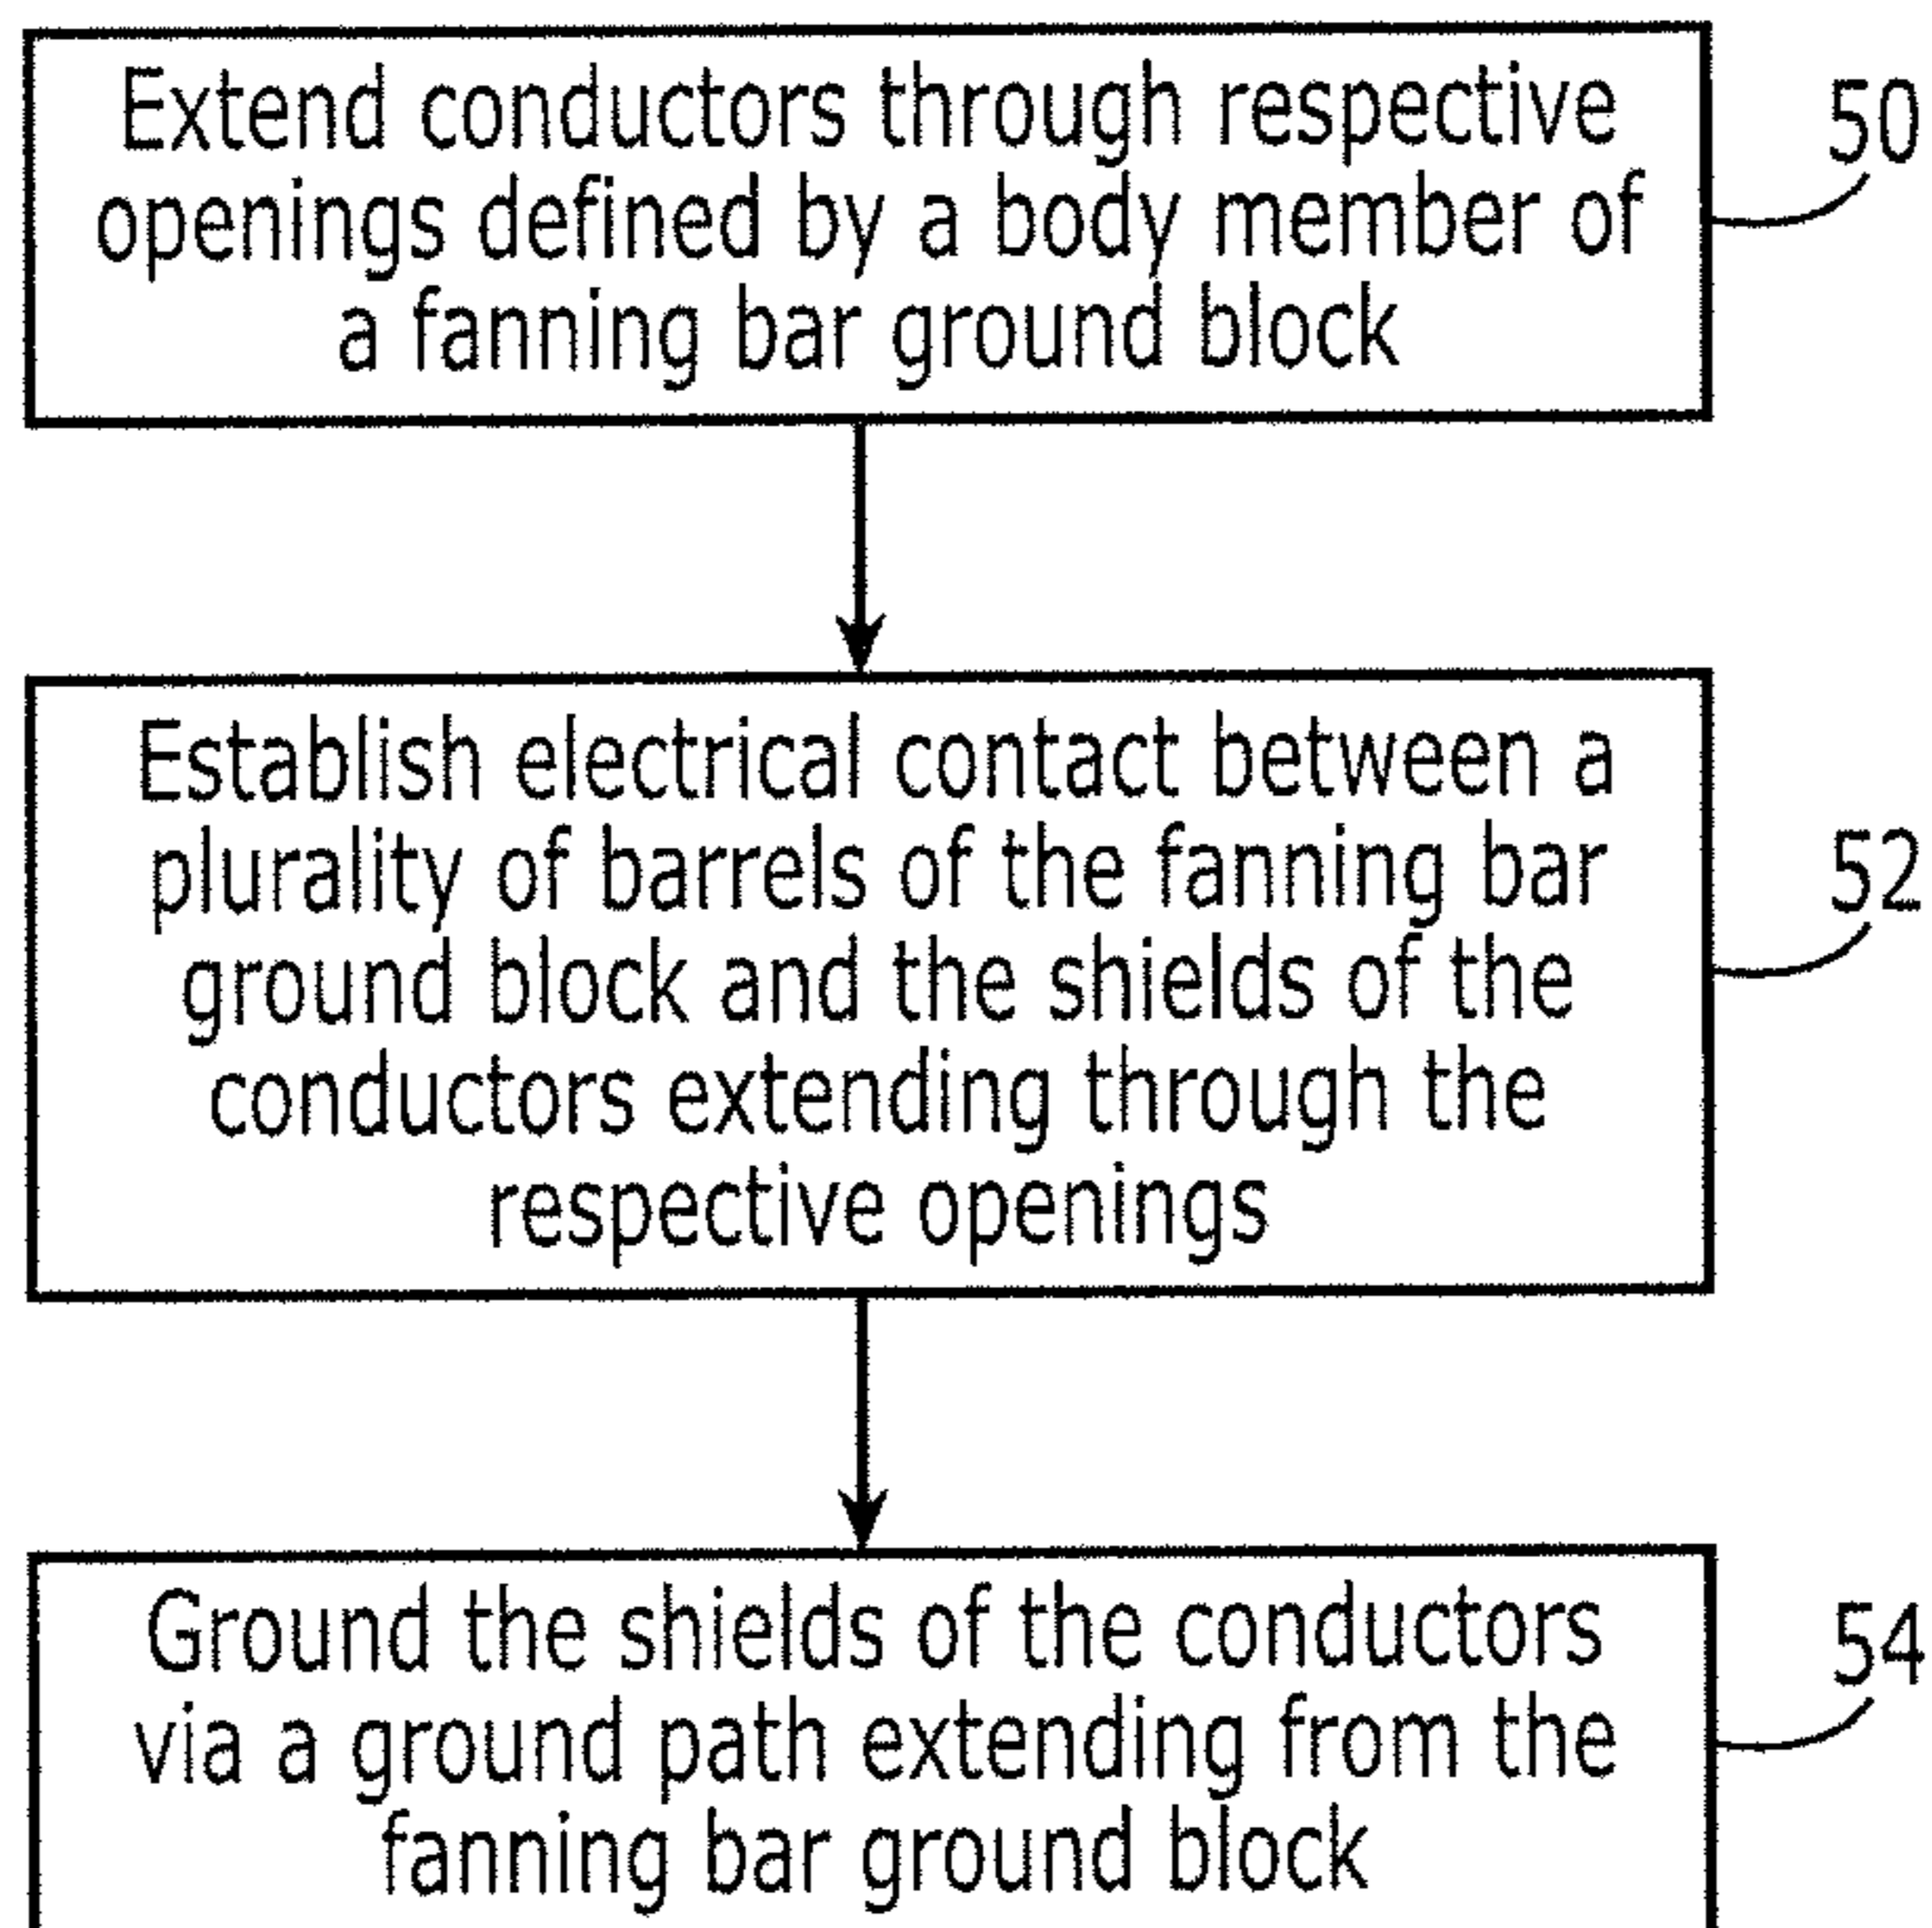 Extend conductors through respective
openings defined by a body member of
a fanning bar ground block
50
Establish electrical contact between a
plurality of barrels of the fanning bar
ground block and the shields of the
conductors extending through the
respective openings
52
Ground the shields of the conductors
via a ground path extending from the
fanning bar ground block
54